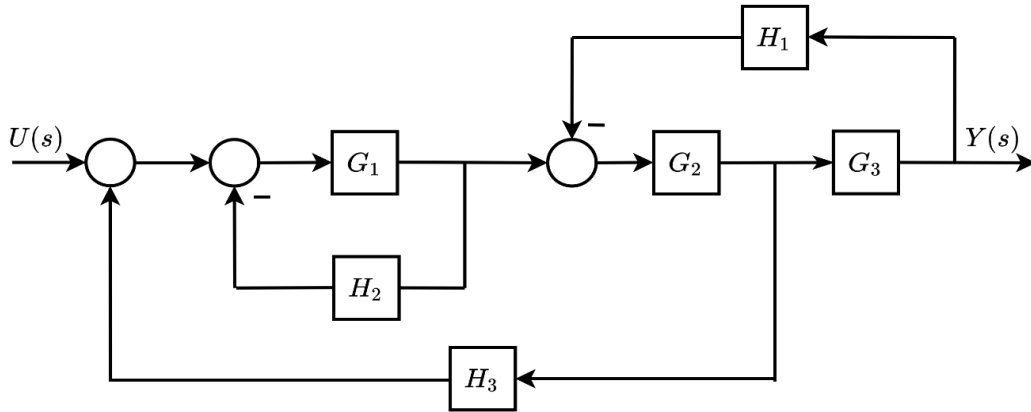 H₁
U(s)
−
G₁
G₂
G₃
Y(s)
−
H₂
H₃